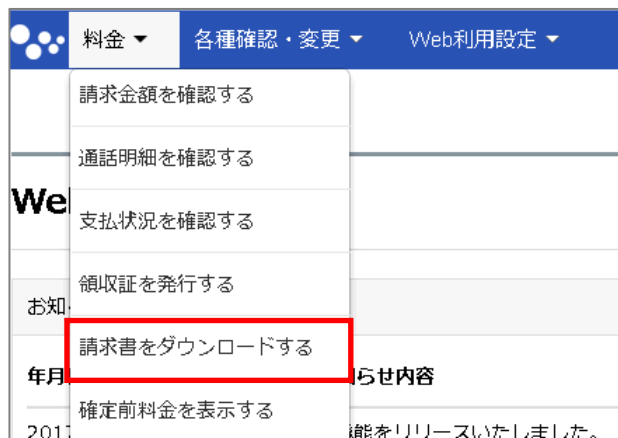 料金 ▼ 各種確認・変更 ▼ Web利用設定 ▼
請求金額を確認する
通話明細を確認する
We
支払状況を確認する
領収証を発行する
お知
請求書をダウンロードする
年月 らせ内容
確定前料金を表示する
2017 能をリリースいたしました。